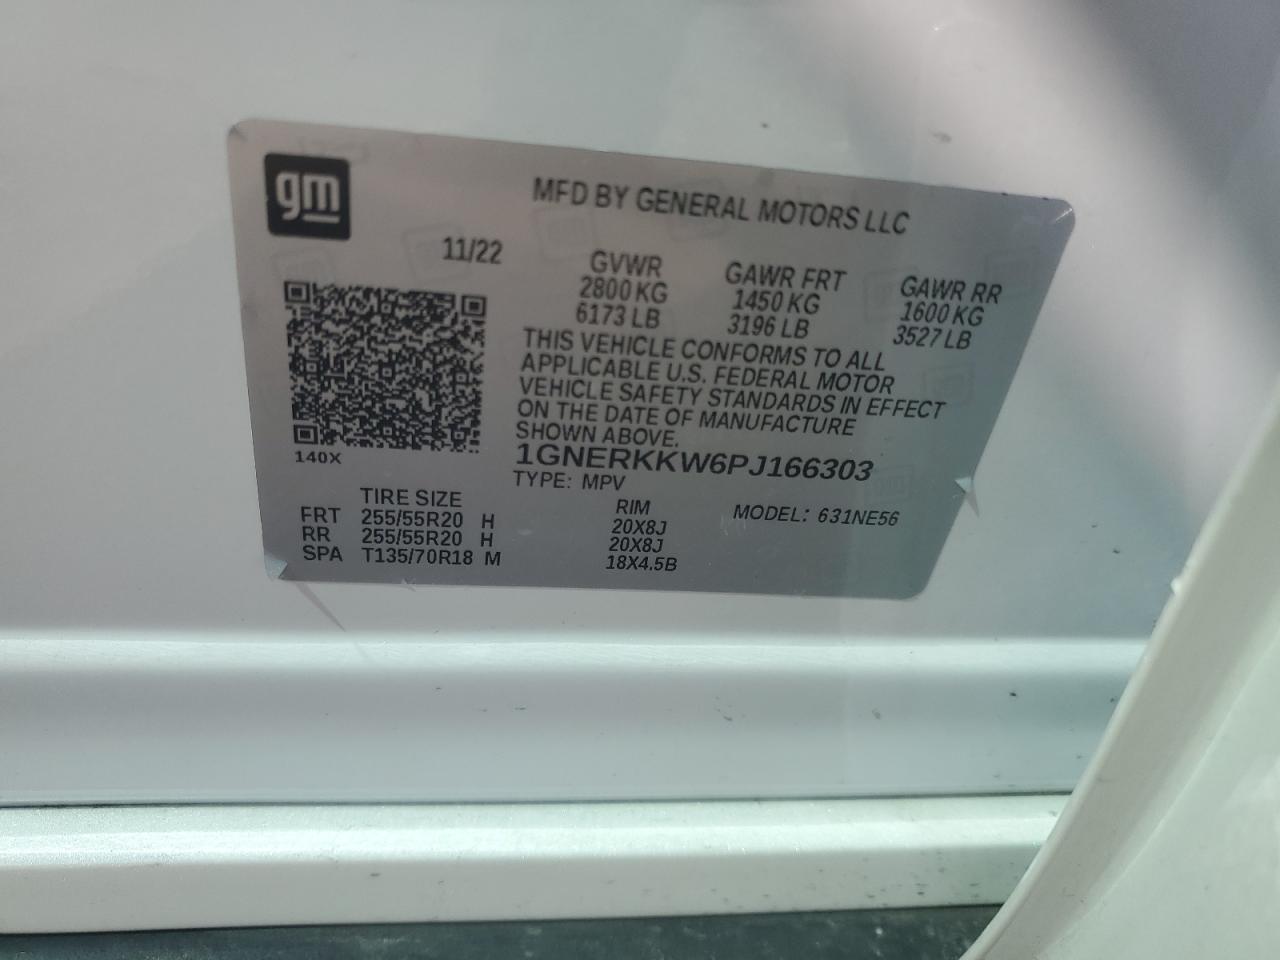 gm
MFD BY GENERAL MOTORS LLC
11/22
GVWR GAWR FRT GAWR RR
2800 KG 1450 KG 1600 KG
6173 LB 3196 LB 3527 LB
THIS VEHICLE CONFORMS TO ALL
APPLICABLE U.S. FEDERAL MOTOR
VEHICLE SAFETY STANDARDS IN EFFECT
ON THE DATE OF MANUFACTURE
SHOWN ABOVE.
140X
1GNERKKW6PJ166303
TYPE: MPV
TIRE SIZE RIM MODEL: 631NE56
FRT 255/55R20 H 20X8J
RR 255/55R20 H 20X8J
SPA T135/70R18 M 18X4.5B